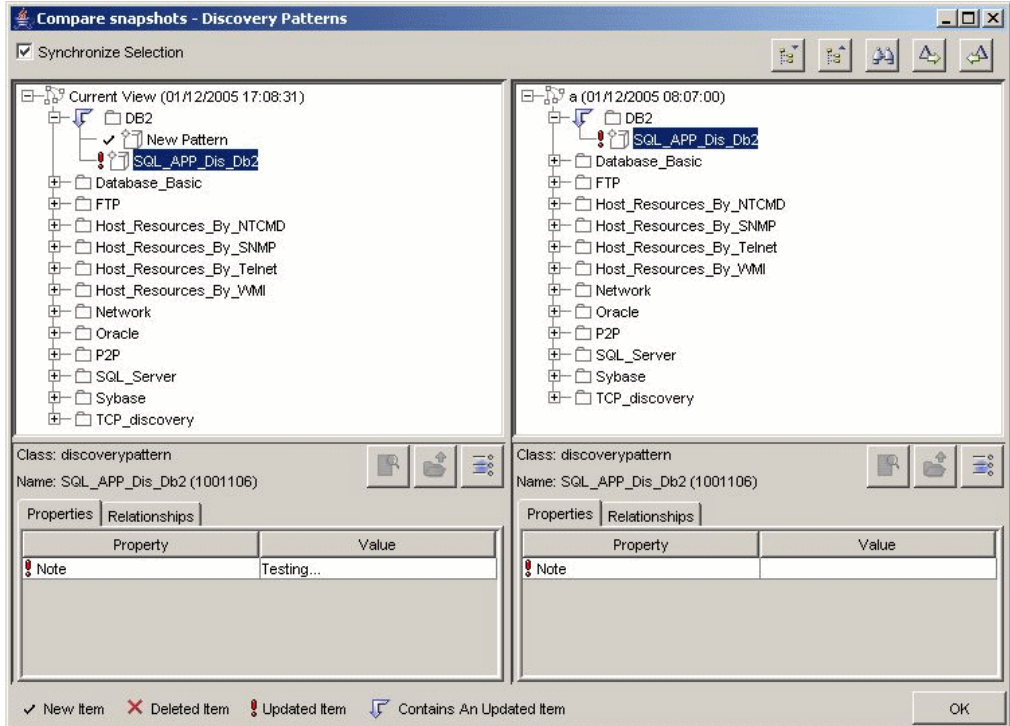 Compare snapshots - Discovery Patterns
Synchronize Selection
Current View (01/12/2005 17:08:31)
DB2
New Pattern
SQL_APP_Dis_Db2
Database_Basic
FTP
Host_Resources_By_NTCMD
Host_Resources_By_SNMP
Host_Resources_By_Telnet
Host_Resources_By_WMI
Network
Oracle
P2P
SQL_Server
Sybase
TCP_discovery
a (01/12/2005 08:07:00)
DB2
SQL_APP_Dis_Db2
Database_Basic
FTP
Host_Resources_By_NTCMD
Host_Resources_By_SNMP
Host_Resources_By_Telnet
Host_Resources_By_WMI
Network
Oracle
P2P
SQL_Server
Sybase
TCP_discovery
Class: discoverypattern
Name: SQL_APP_Dis_Db2 (1001106)
Properties Relationships
Property Value
Note Testing...
Class: discoverypattern
Name: SQL_APP_Dis_Db2 (1001106)
Properties Relationships
Property Value
Note
New Item Deleted Item Updated Item Contains An Updated Item OK